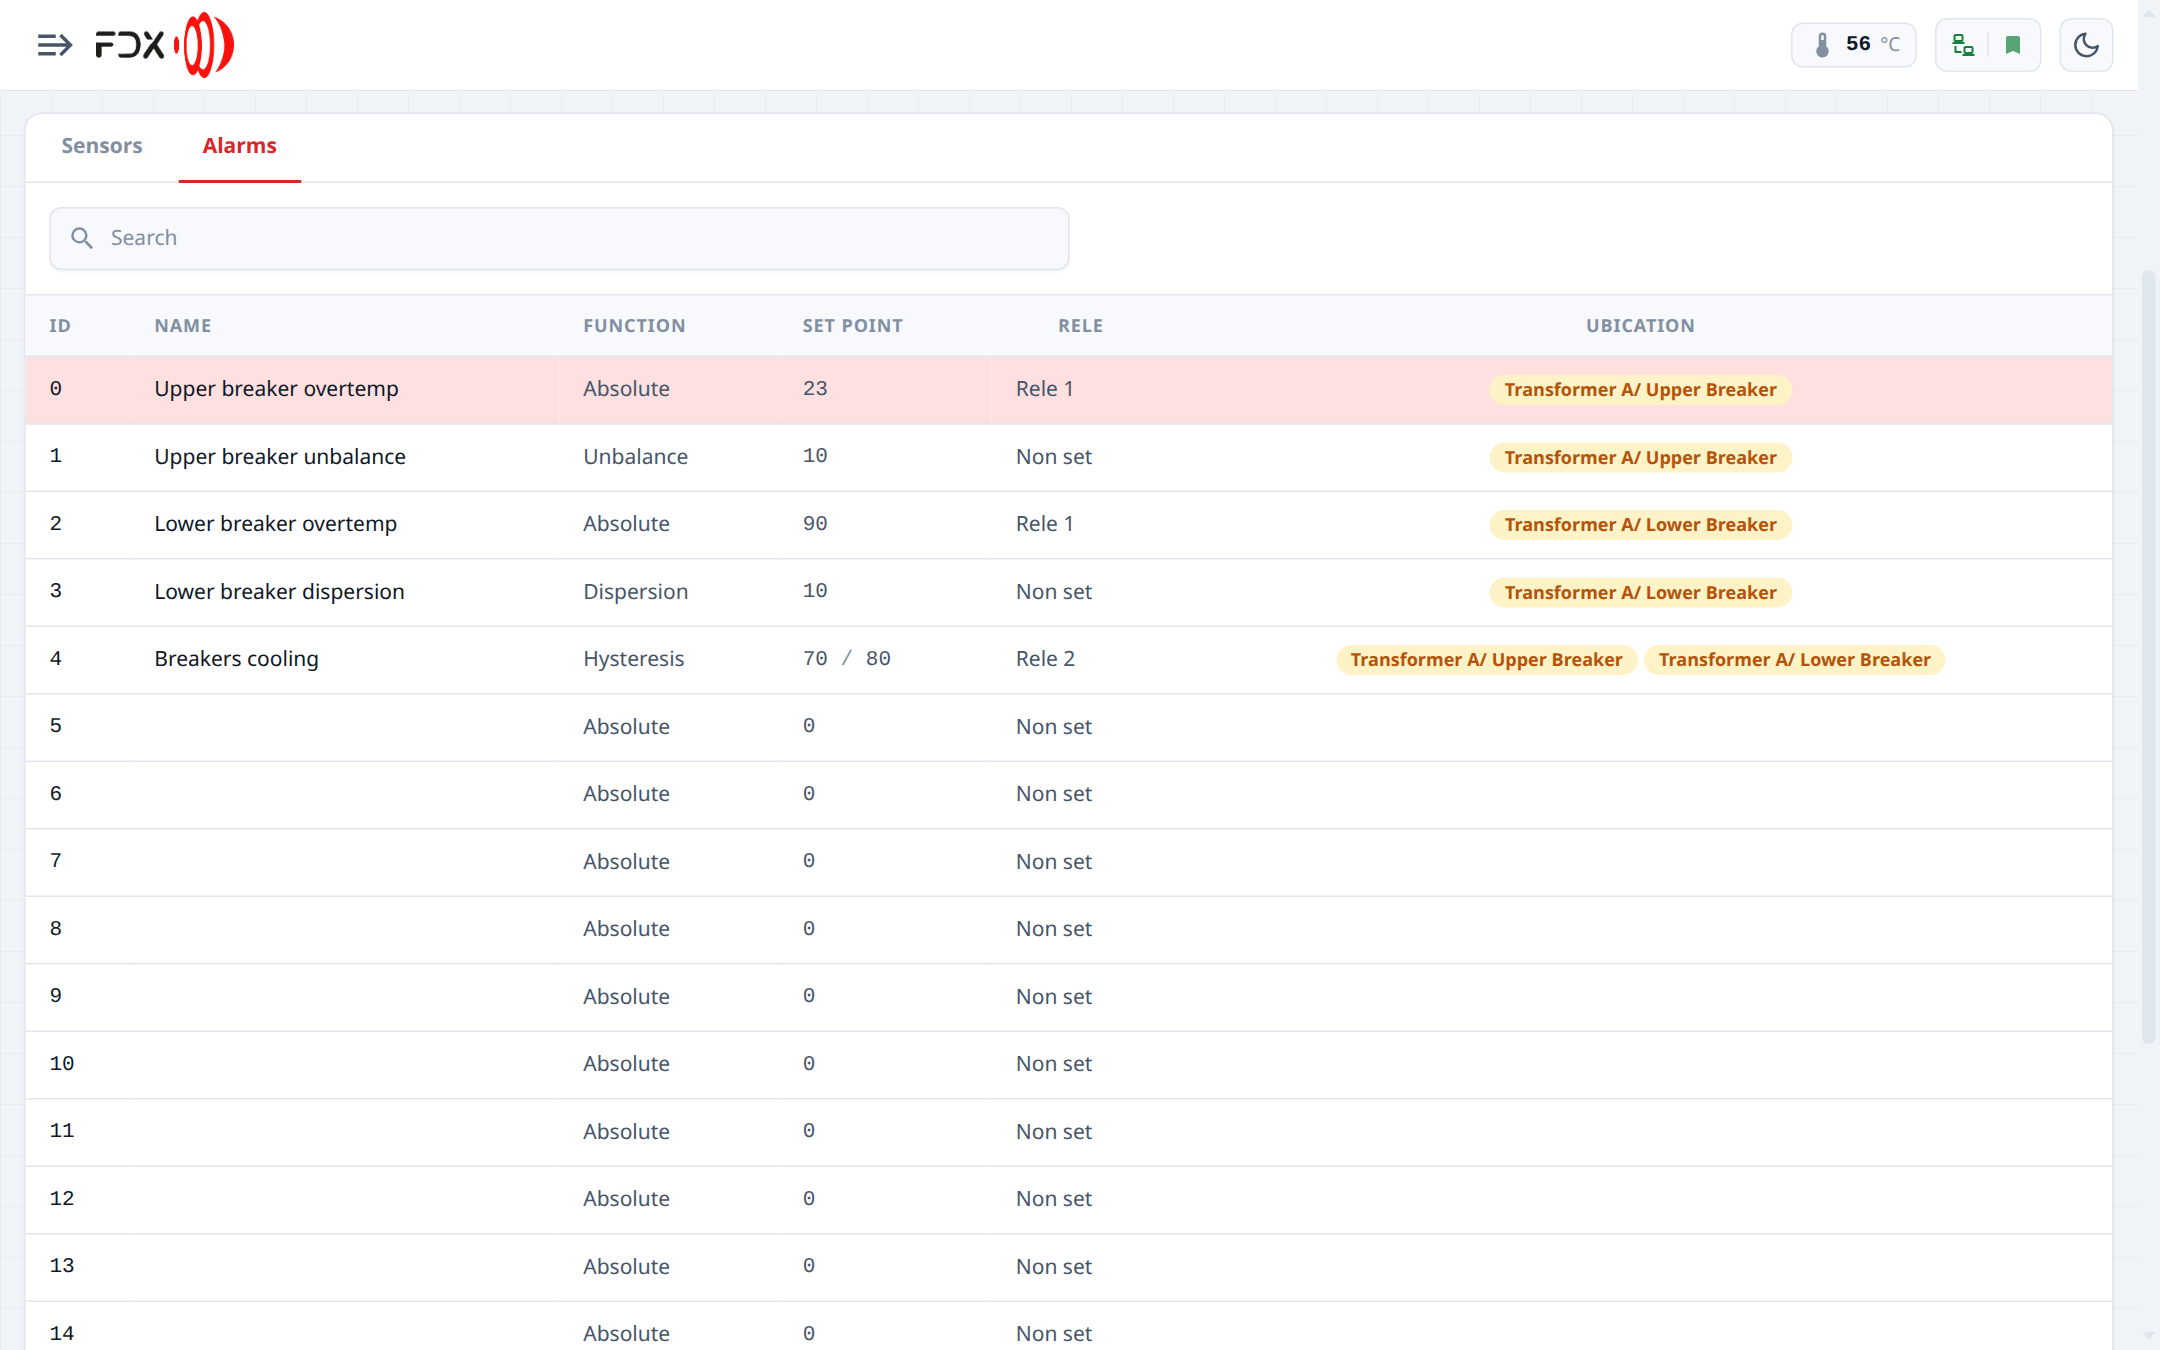 FDX
56 °C
Sensors Alarms
Search
ID NAME FUNCTION SET POINT RELE UBICATION
0 Upper breaker overtemp Absolute 23 Rele 1 Transformer A/ Upper Breaker
1 Upper breaker unbalance Unbalance 10 Non set Transformer A/ Upper Breaker
2 Lower breaker overtemp Absolute 90 Rele 1 Transformer A/ Lower Breaker
3 Lower breaker dispersion Dispersion 10 Non set Transformer A/ Lower Breaker
4 Breakers cooling Hysteresis 70 / 80 Rele 2 Transformer A/ Upper Breaker Transformer A/ Lower Breaker
5 Absolute 0 Non set
6 Absolute 0 Non set
7 Absolute 0 Non set
8 Absolute 0 Non set
9 Absolute 0 Non set
10 Absolute 0 Non set
11 Absolute 0 Non set
12 Absolute 0 Non set
13 Absolute 0 Non set
14 Absolute 0 Non set